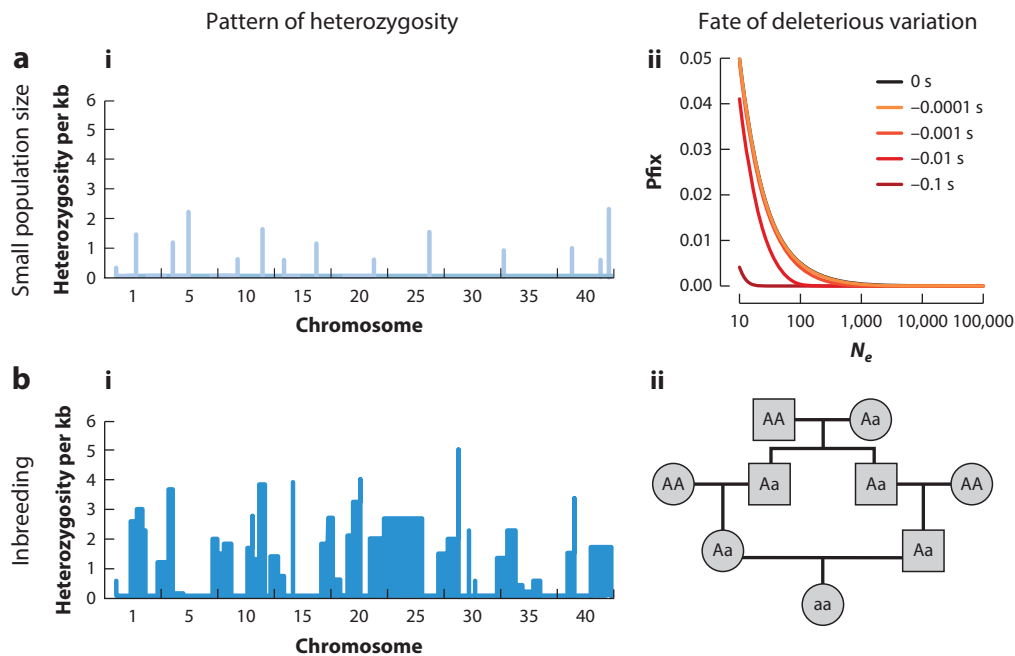 Pattern of heterozygosity
Fate of deleterious variation
a
Small population size
i
Heterozygosity per kb
6
5
4
3
2
1
0
1 5 10 15 20 25 30 35 40
Chromosome
ii
Pfix
0.05
0.04
0.03
0.02
0.01
0.00
0 s
–0.0001 s
–0.001 s
–0.01 s
–0.1 s
10 100 1,000 10,000 100,000
Ne
b
Inbreeding
i
Heterozygosity per kb
6
5
4
3
2
1
0
1 5 10 15 20 25 30 35 40
Chromosome
ii
AA Aa
AA Aa Aa AA
Aa Aa
aa